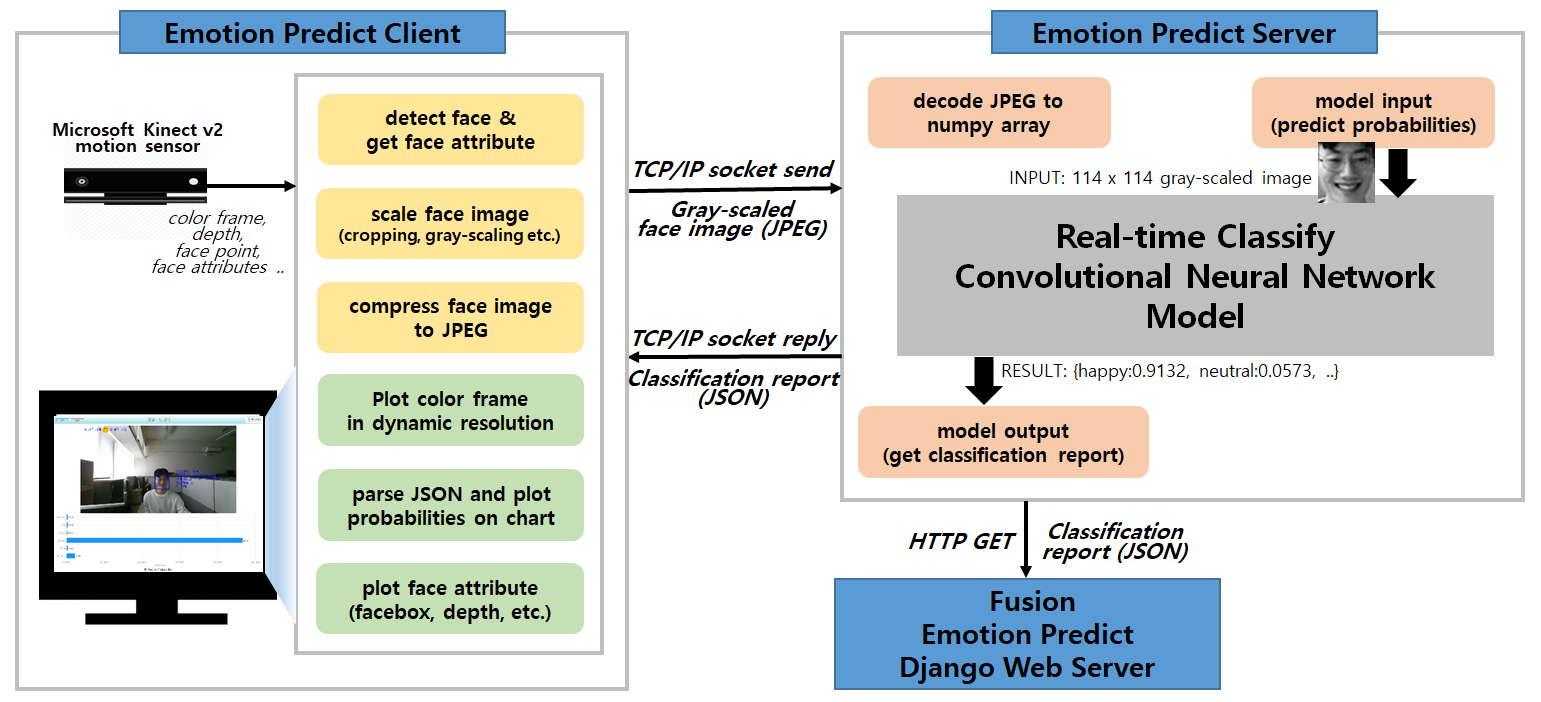 Emotion Predict Client
Microsoft Kinect v2
motion sensor
color frame,
depth,
face point,
face attributes ..
detect face &
get face attribute
scale face image
(cropping, gray-scaling etc.)
compress face image
to JPEG
Plot color frame
in dynamic resolution
parse JSON and plot
probabilities on chart
plot face attribute
(facebox, depth, etc.)
TCP/IP socket send
Gray-scaled
face image (JPEG)
TCP/IP socket reply
Classification report
(JSON)
Emotion Predict Server
decode JPEG to
numpy array
model input
(predict probabilities)
INPUT: 114 x 114 gray-scaled image
Real-time Classify
Convolutional Neural Network
Model
RESULT: {happy:0.9132, neutral:0.0573, ..}
model output
(get classification report)
HTTP GET
Classification
report (JSON)
Fusion
Emotion Predict
Django Web Server